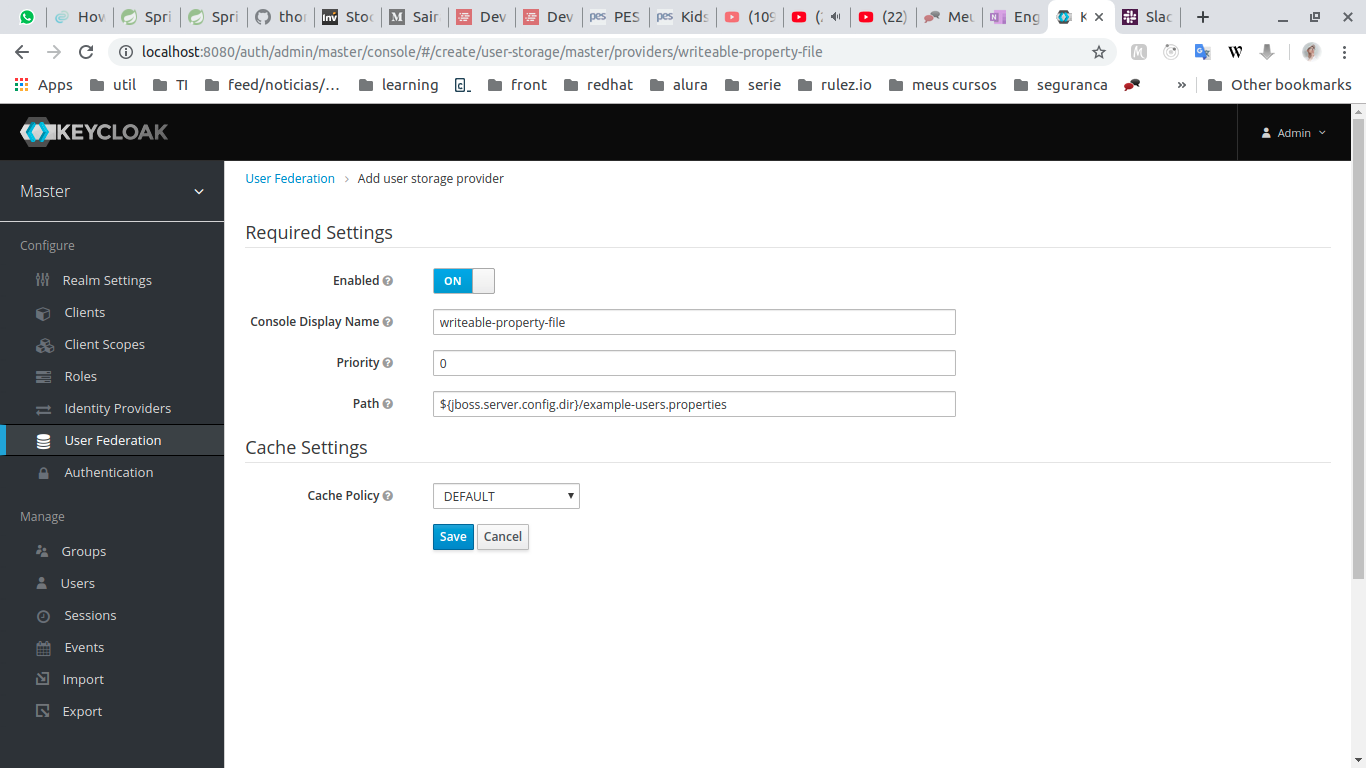 How
Spri
Spri
thor
Stoc
Sair
Dev
Dev
pes PES
pes Kids
(109
(2
(22)
Meu
Eng
K
Slac
localhost:8080/auth/admin/master/console/#/create/user-storage/master/providers/writeable-property-file
Apps util TI feed/noticias/... learning front redhat alura serie rulez.io meus cursos seguranca » Other bookmarks
KEYCLOAK
Admin
Master
User Federation > Add user storage provider
Required Settings
Configure
Enabled ON
Realm Settings
Clients
Console Display Name writeable-property-file
Client Scopes
Priority 0
Roles
Path ${jboss.server.config.dir}/example-users.properties
Identity Providers
User Federation
Cache Settings
Authentication
Cache Policy DEFAULT
Manage
Save Cancel
Groups
Users
Sessions
Events
Import
Export